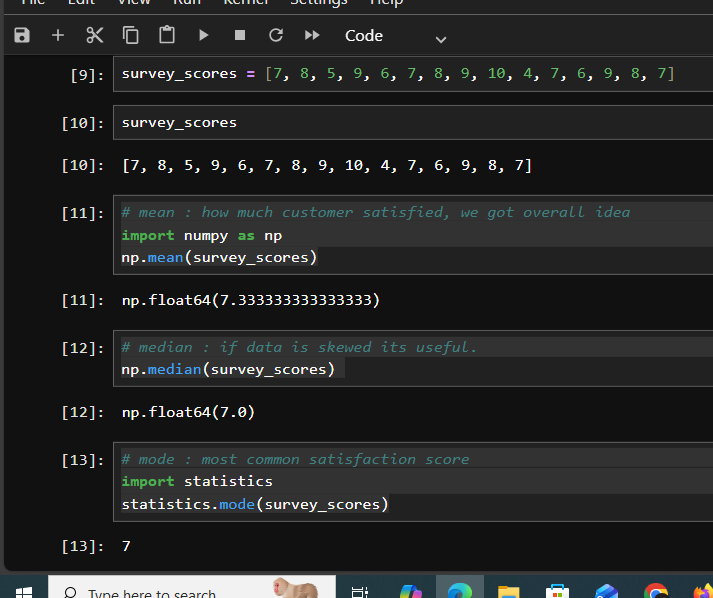 File Edit View Run Kernel Settings Help
Code
[9]: survey_scores = [7, 8, 5, 9, 6, 7, 8, 9, 10, 4, 7, 6, 9, 8, 7]
[10]: survey_scores
[10]: [7, 8, 5, 9, 6, 7, 8, 9, 10, 4, 7, 6, 9, 8, 7]
[11]: # mean : how much customer satisfied, we got overall idea
import numpy as np
np.mean(survey_scores)
[11]: np.float64(7.333333333333333)
[12]: # median : if data is skewed its useful.
np.median(survey_scores)
[12]: np.float64(7.0)
[13]: # mode : most common satisfaction score
import statistics
statistics.mode(survey_scores)
[13]: 7
Type here to search